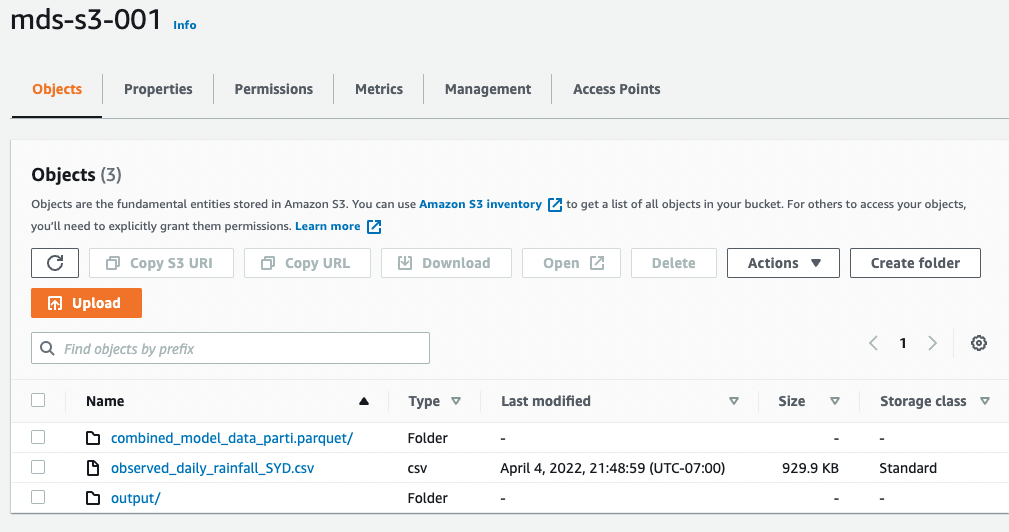 mds-s3-001 Info
Objects Properties Permissions Metrics Management Access Points
Objects (3)
Objects are the fundamental entities stored in Amazon S3. You can use Amazon S3 inventory to get a list of all objects in your bucket. For others to access your objects,
you'll need to explicitly grant them permissions. Learn more
Copy S3 URI Copy URL Download Open Delete Actions Create folder
Upload
Find objects by prefix 1
Name Type Last modified Size Storage class
combined_model_data_parti.parquet/ Folder - - -
observed_daily_rainfall_SYD.csv csv April 4, 2022, 21:48:59 (UTC-07:00) 929.9 KB Standard
output/ Folder - - -